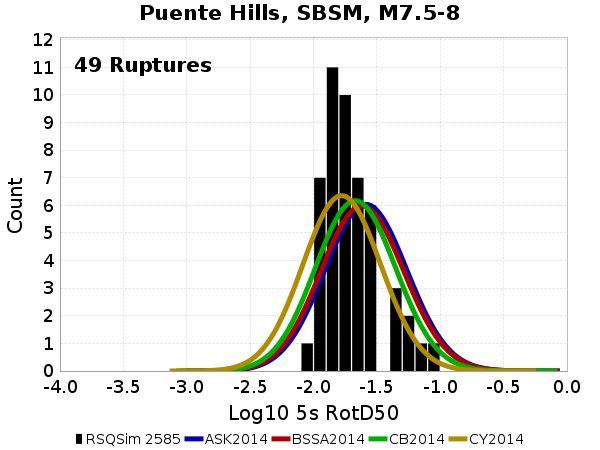 Puente Hills, SBSM, M7.5-8
49 Ruptures
Count
12
11
10
9
8
7
6
5
4
3
2
1
0
-4.0 -3.5 -3.0 -2.5 -2.0 -1.5 -1.0 -0.5 0.0
Log10 5s RotD50
RSQSim 2585 ASK2014 BSSA2014 CB2014 CY2014